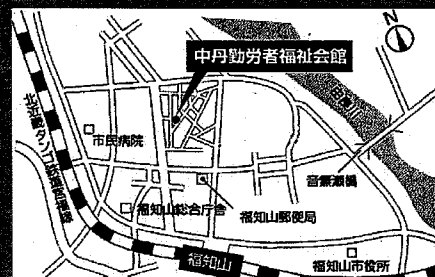 N
中丹勤労者福祉会館
市民病院
音無瀬橋
福知山総合庁舎
福知山郵便局
福知山
福知山市役所